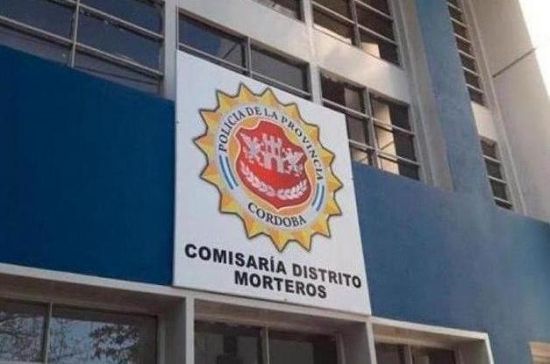 POLICIA DE LA PROVINCIA
CORDOBA
COMISARÍA DISTRITO
MORTEROS